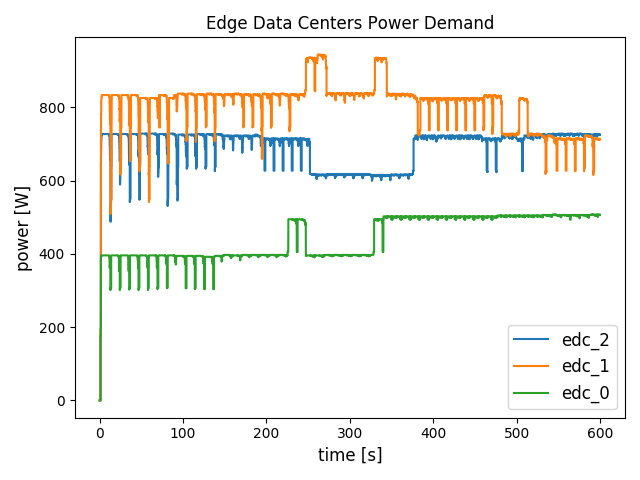 Edge Data Centers Power Demand
power [W]
800
600
400
200
0
0 100 200 300 400 500 600
time [s]
edc_2
edc_1
edc_0